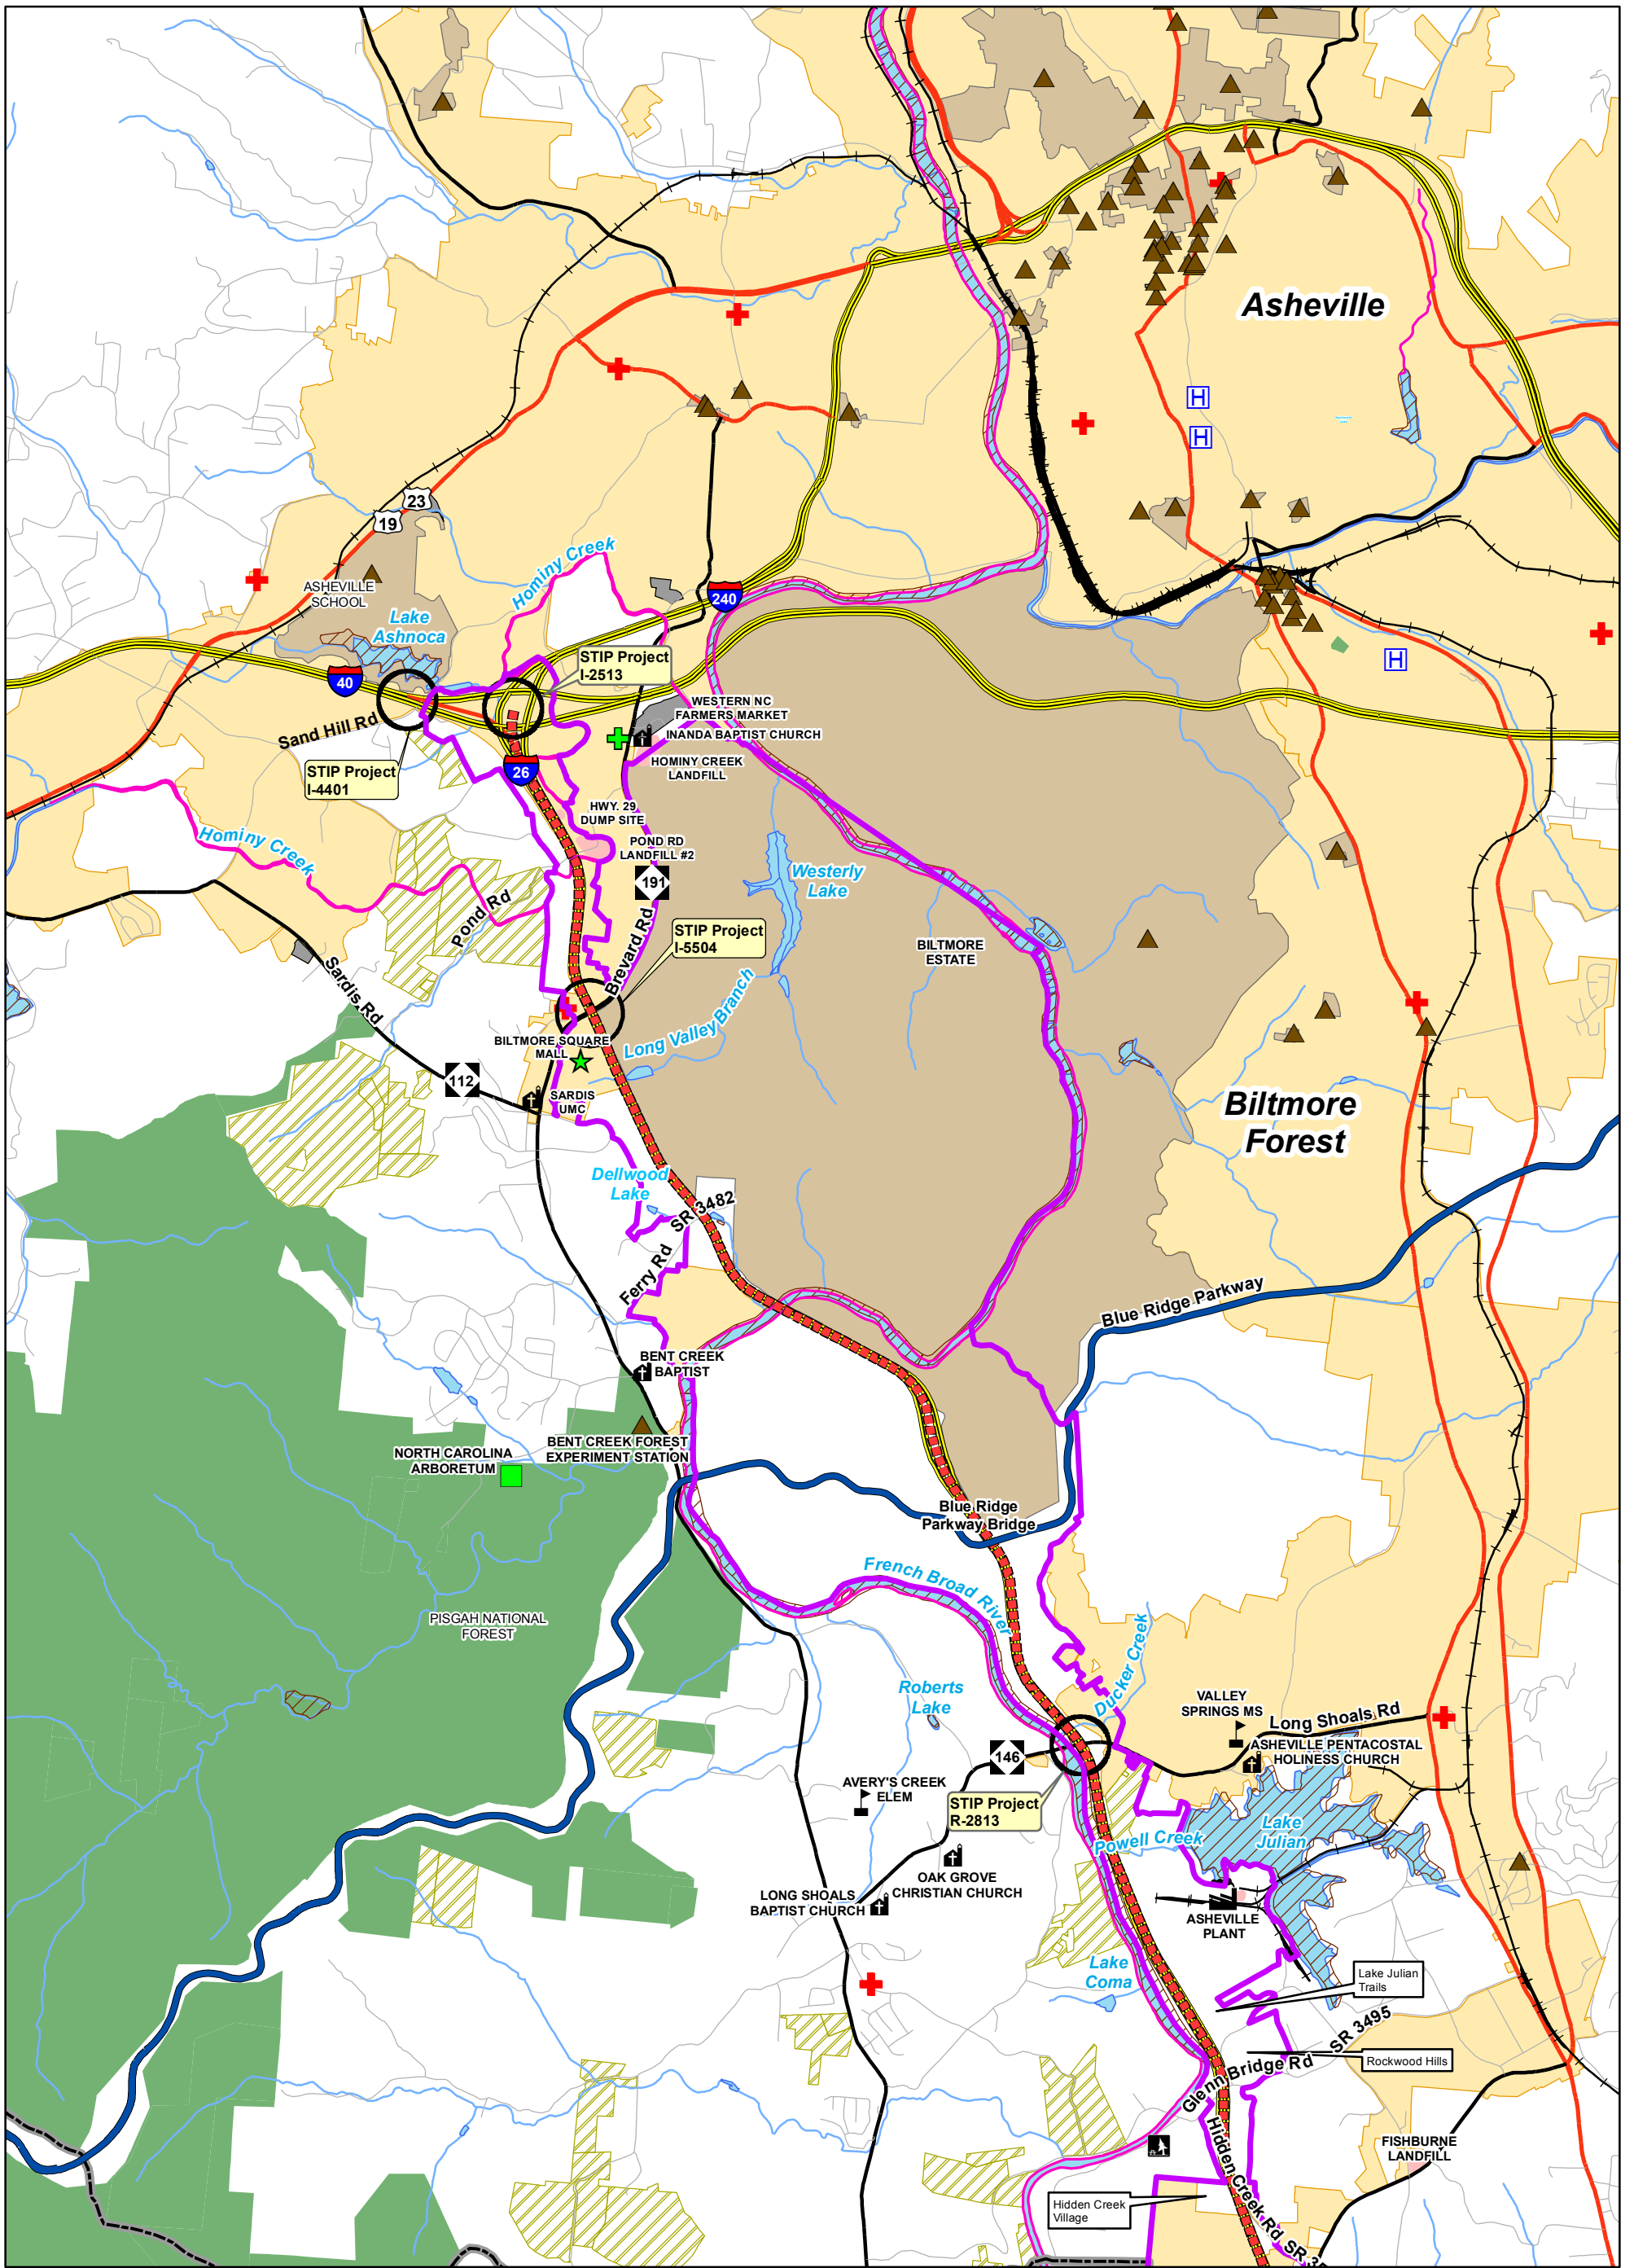 Asheville
H
H
23
19
ASHEVILLE
SCHOOL
Hominy Creek
Lake
Ashnoca
240
H
STIP Project
I-2513
40
WESTERN NC
FARMERS MARKET
Sand Hill Rd
INANDA BAPTIST CHURCH
HOMINY CREEK
LANDFILL
26
STIP Project
I-4401
HWY. 29
DUMP SITE
Hominy Creek
POND RD
LANDFILL #2
Westerly
Lake
191
Pond Rd
STIP Project
I-5504
Brevard Rd
BILTMORE
ESTATE
Sardis Rd
Long Valley Branch
BILTMORE SQUARE
MALL
112
SARDIS
UMC
Biltmore
Forest
Dellwood
Lake
SR 3482
Ferry Rd
Blue Ridge Parkway
BENT CREEK
BAPTIST
BENT CREEK FOREST
EXPERIMENT STATION
NORTH CAROLINA
ARBORETUM
Blue Ridge
Parkway Bridge
French Broad River
PISGAH NATIONAL
FOREST
Ducker Creek
Roberts
Lake
VALLEY
SPRINGS MS
Long Shoals Rd
ASHEVILLE PENTACOSTAL
HOLINESS CHURCH
146
AVERY'S CREEK
ELEM
STIP Project
R-2813
Lake
Julian
Powell Creek
OAK GROVE
CHRISTIAN CHURCH
LONG SHOALS
BAPTIST CHURCH
ASHEVILLE
PLANT
Lake
Coma
Lake Julian
Trails
SR 3495
Rockwood Hills
Glenn Bridge Rd
FISHBURNE
LANDFILL
Hidden Creek
Village
Hidden Creek Rd